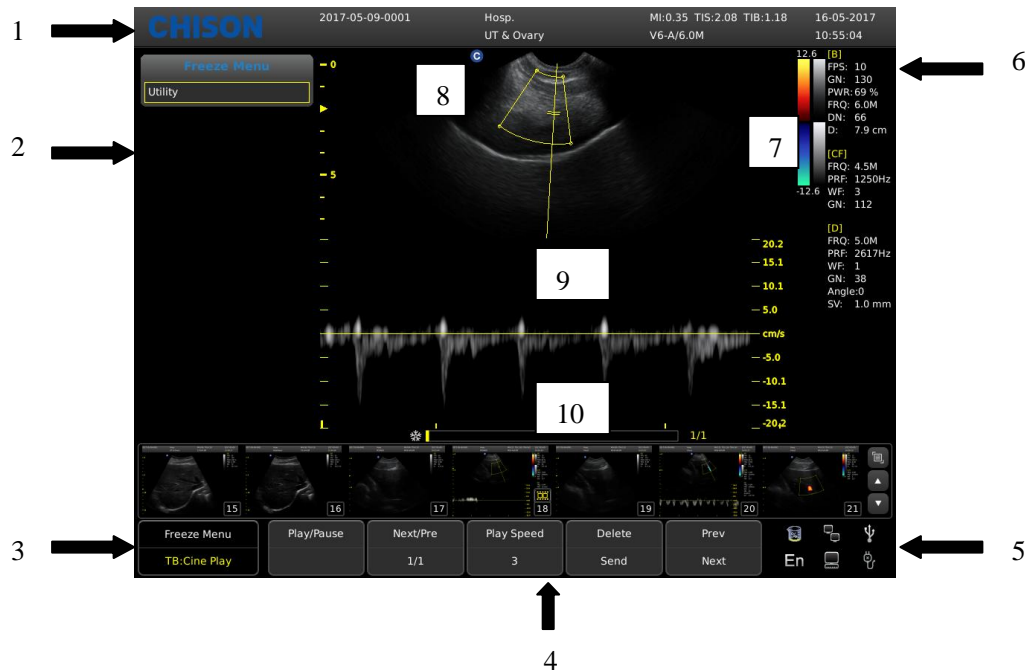 CHISON
2017-05-09-0001 Hosp. MI:0.35 TIS:2.08 TIB:1.18 16-05-2017
UT & Ovary V6-A/6.0M 10:55:04
1
Freeze Menu
Utility
2
8
C
0
5
7
12.6
-12.6
6
[B]
FPS: 10
GN: 130
PWR:69 %
FRQ: 6.0M
DN: 66
D: 7.9 cm
[CF]
FRQ: 4.5M
PRF: 1250Hz
WF: 3
GN: 112
[D]
FRQ: 5.0M
PRF: 2617Hz
WF: 1
GN: 38
Angle:0
SV: 1.0 mm
9
20.2
15.1
10.1
5.0
cm/s
-5.0
-10.1
-15.1
-20.2
10
1/1
15 16 17 18 19 20 21
3
Freeze Menu Play/Pause Next/Pre Play Speed Delete Prev
TB:Cine Play 1/1 3 Send Next
En
5
4